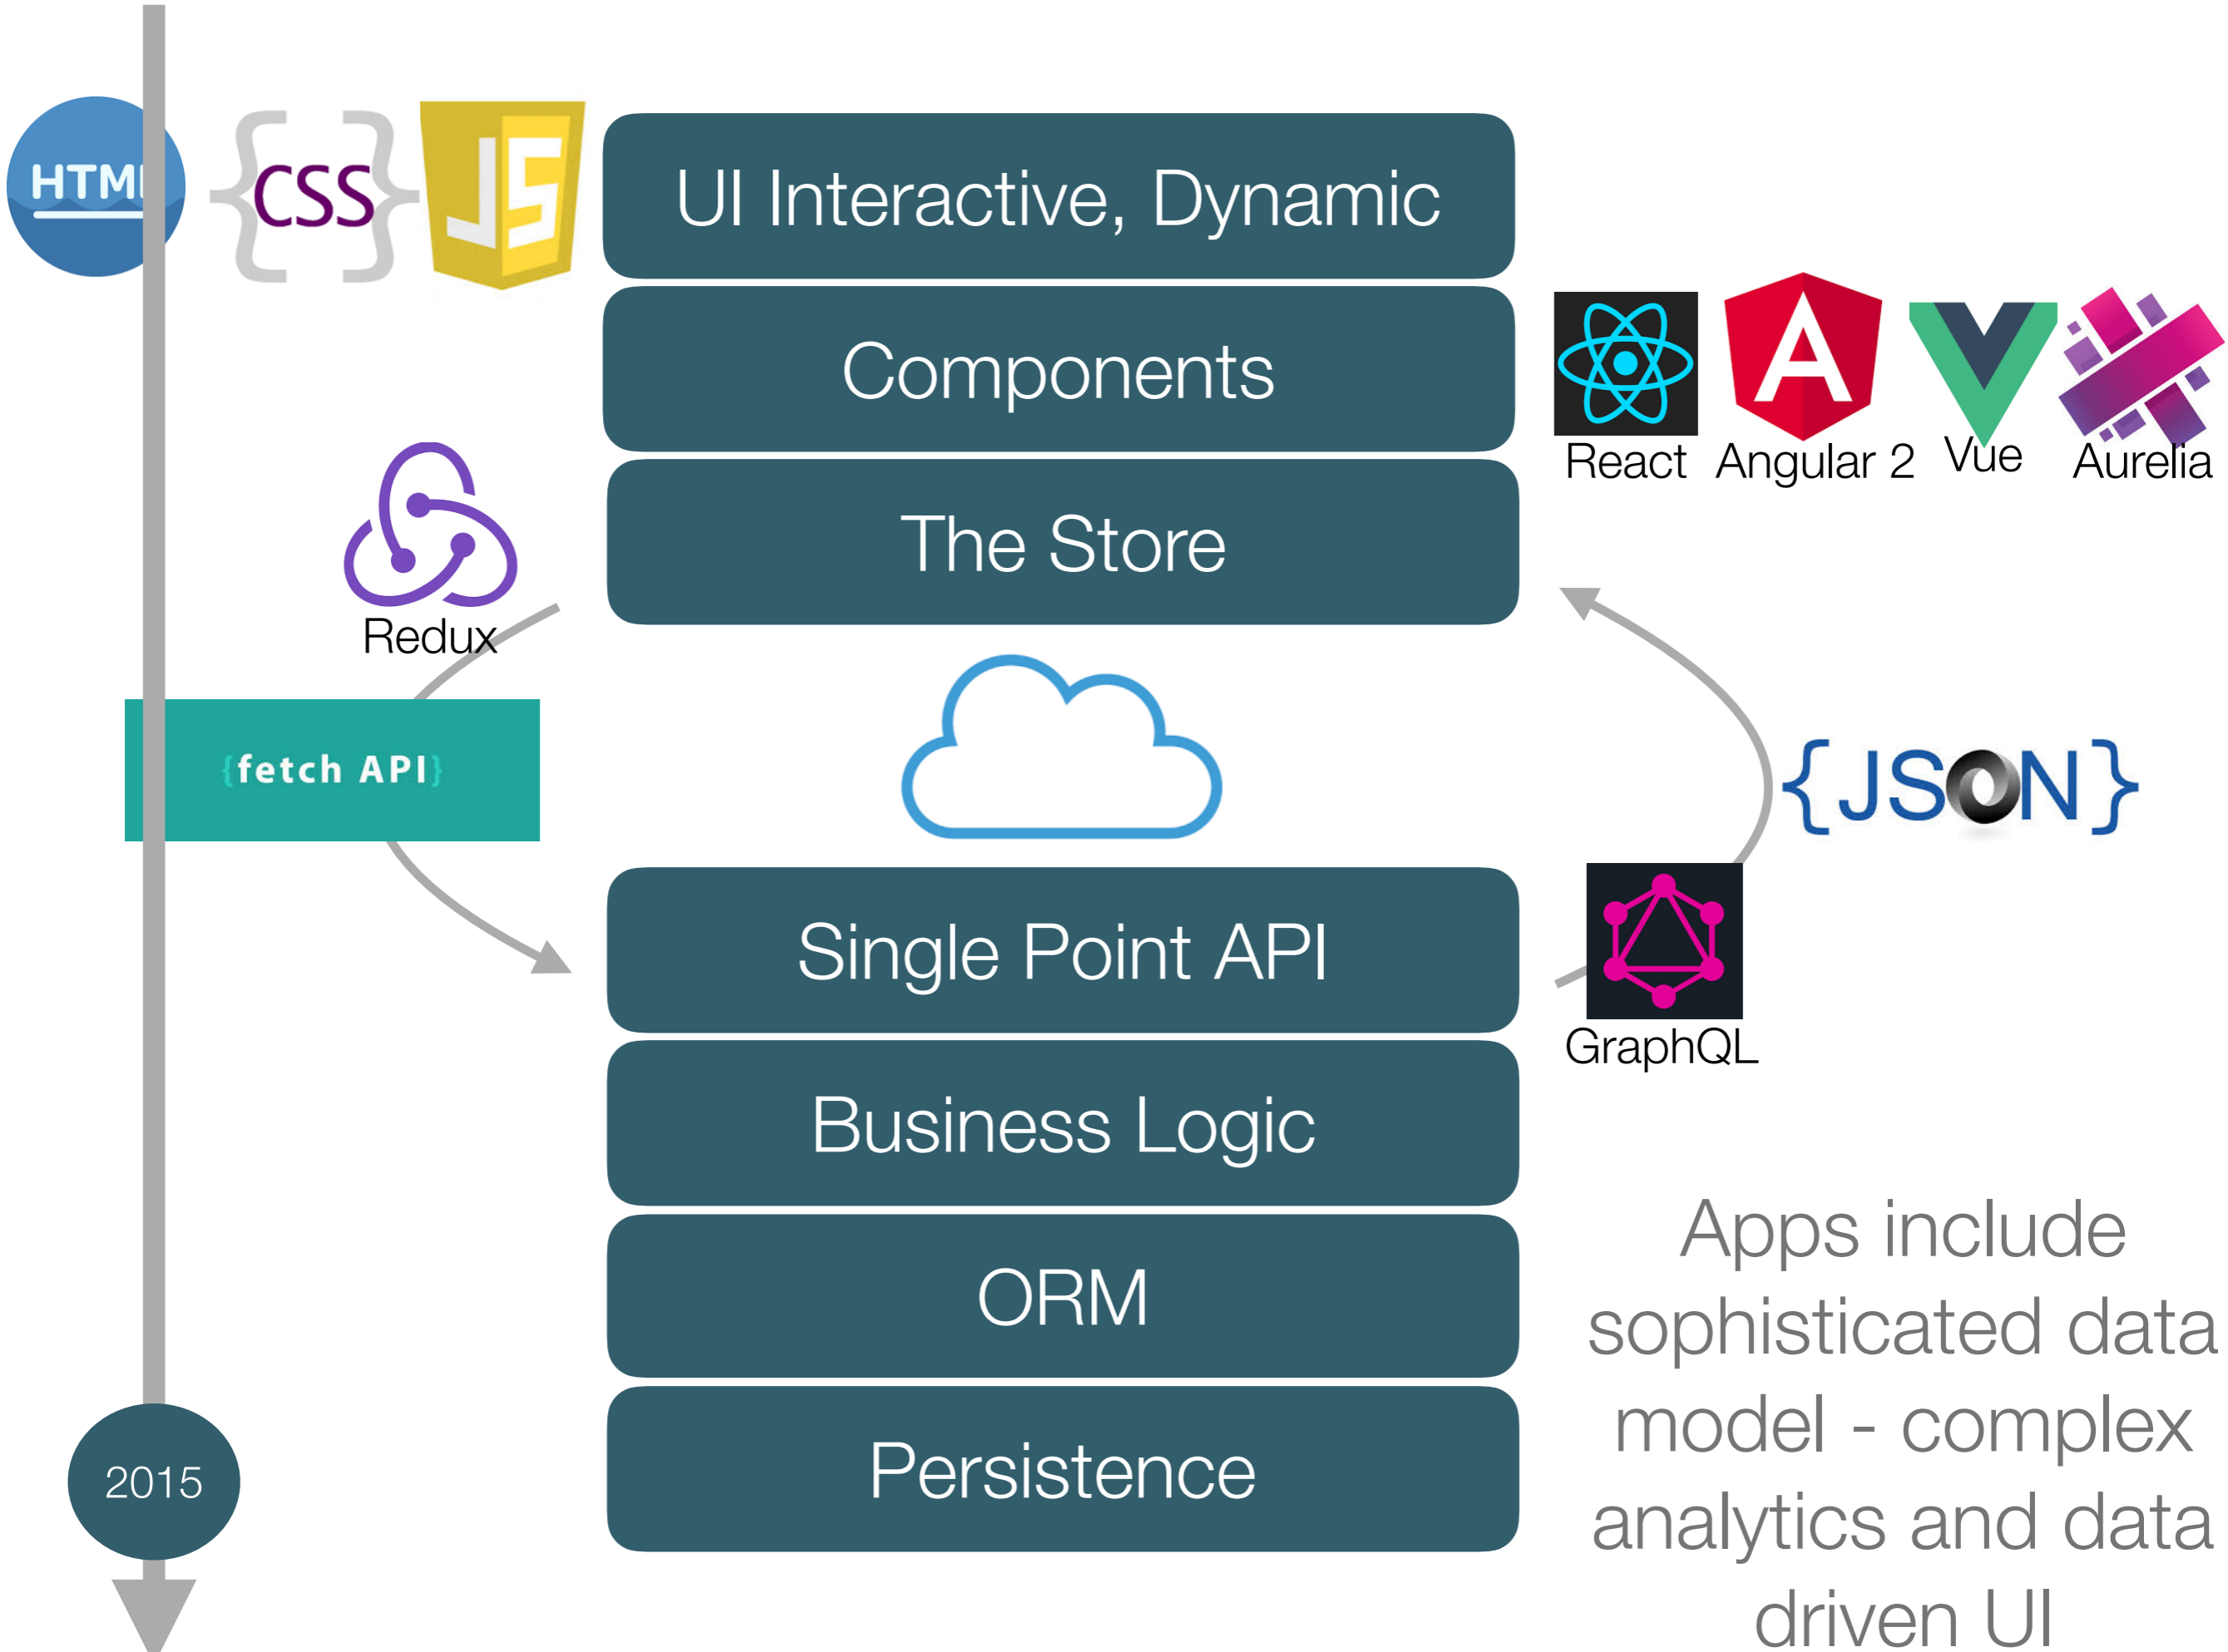 HTML
{CSS}
JS
UI Interactive, Dynamic
Components
React
Angular 2
Vue
Aurelia
The Store
Redux
{fetch API}
{JSON}
Single Point API
GraphQL
Business Logic
ORM
Persistence
2015
Apps include
sophisticated data
model - complex
analytics and data
driven UI